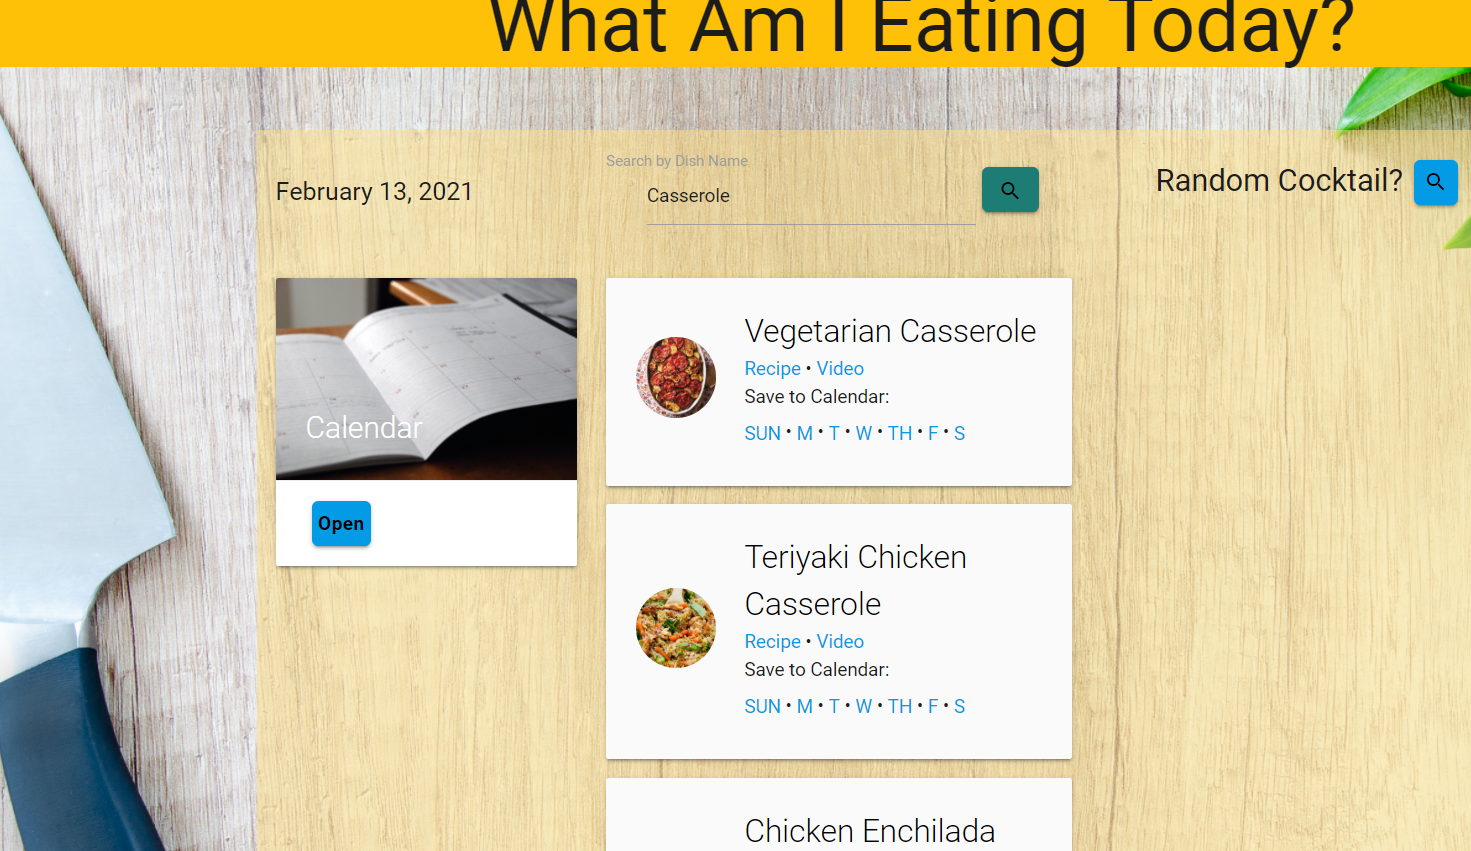 What Am I Eating Today?
February 13, 2021
Search by Dish Name
Casserole
Random Cocktail?
Calendar
Open
Vegetarian Casserole
Recipe • Video
Save to Calendar:
SUN • M • T • W • TH • F • S
Teriyaki Chicken
Casserole
Recipe • Video
Save to Calendar:
SUN • M • T • W • TH • F • S
Chicken Enchilada